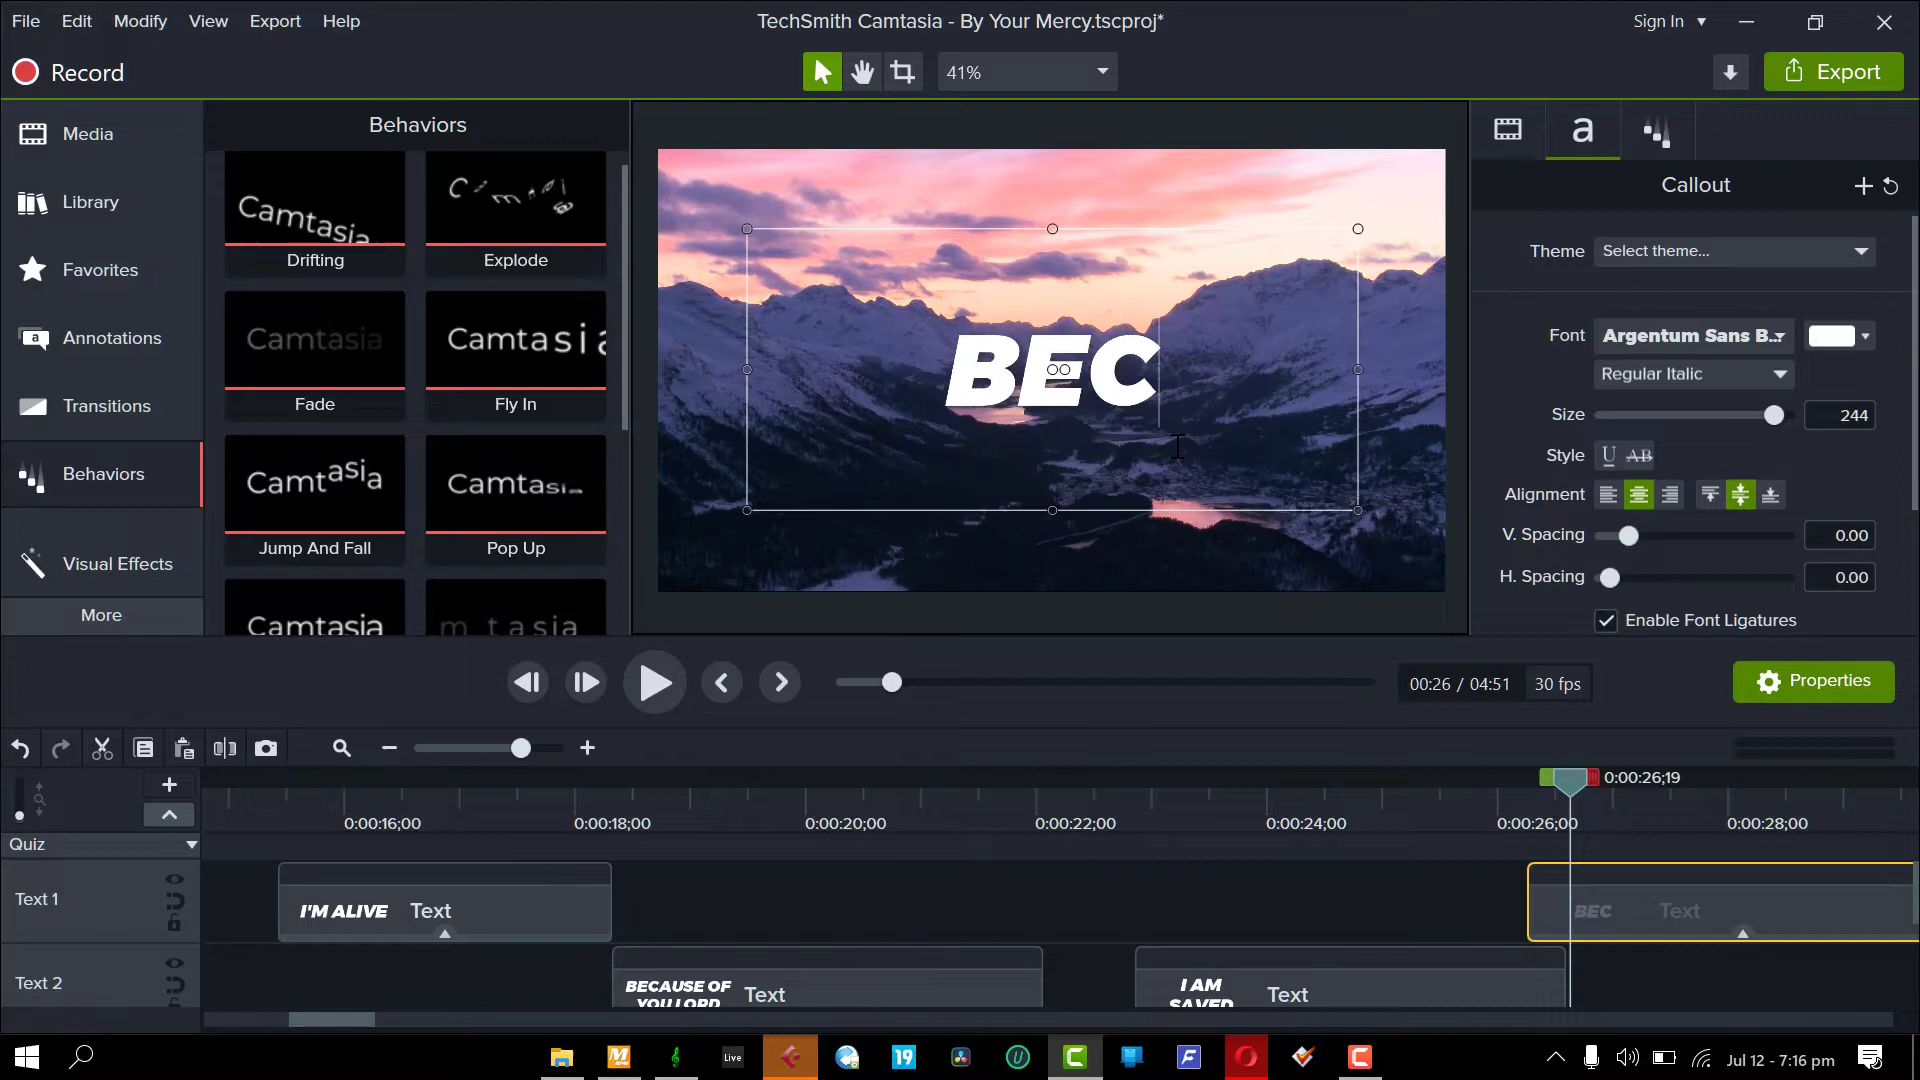 File Edit Modify View Export Help
TechSmith Camtasia - By Your Mercy.tscproj*
Sign In
Record
41%
Export
Media
Library
Favorites
Annotations
Transitions
Behaviors
Visual Effects
More
Behaviors
Camtasia
Drifting
Explode
Camtasia
Fade
Camtasia
Fly In
Camtasia
Jump And Fall
Camtasia
Pop Up
Camtasia
m tasia
BEC
a
Callout
Theme Select theme...
Font Argentum Sans B...
Regular Italic
Size 244
Style U AB
Alignment
V. Spacing 0.00
H. Spacing 0.00
Enable Font Ligatures
00:26 / 04:51 30 fps
Properties
0:00:26;19
0:00:16;00 0:00:18;00 0:00:20;00 0:00:22;00 0:00:24;00 0:00:26;00 0:00:28;00
Quiz
Text 1
I'M ALIVE Text
BEC Text
Text 2
BECAUSE OF
YOU LORD Text
I AM
SAVED Text
Live
19
Jul 12 - 7:16 pm